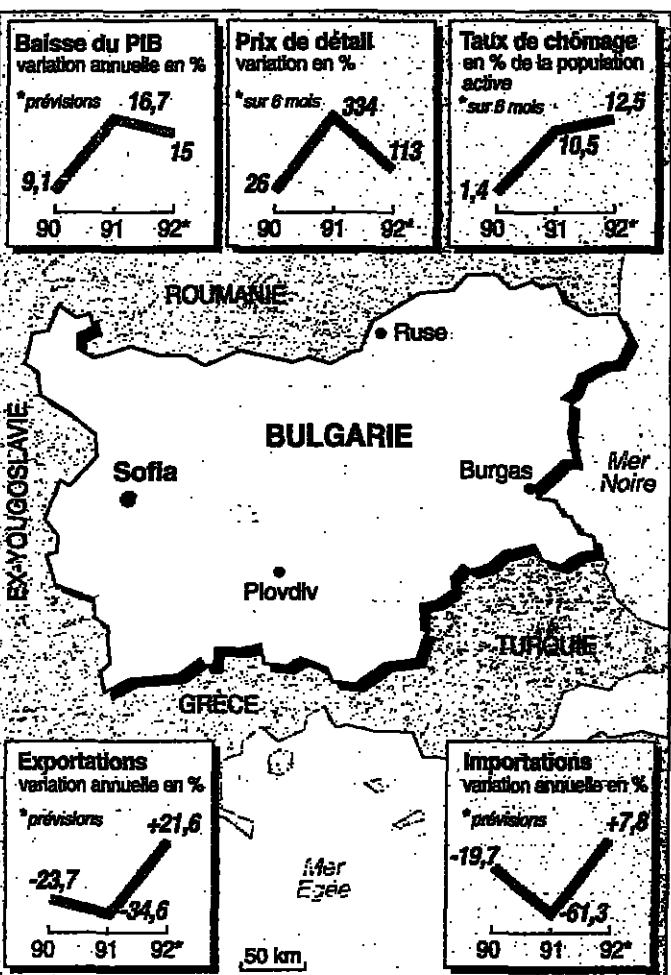 Baisse du PIB
variation annuelle en %
*prévisions
9,1
16,7
15
90 91 92*
Prix de détail
variation en %
*sur 6 mois
26
334
113
90 91 92*
Taux de chômage
en % de la population
active
*sur 6 mois
1,4
10,5
12,5
90 91 92*
ROUMANIE
Ruse
BULGARIE
EX-YOUGOSLAVIE
Sofia
Burgas
Mer
Noire
Plovdiv
TURQUIE
GRÈCE
Exportations
variation annuelle en %
*prévisions
-23,7
-34,6
+21,6
90 91 92*
Mer
Egée
50 km
Importations
variation annuelle en %
*prévisions
-19,7
-61,3
+7,8
90 91 92*